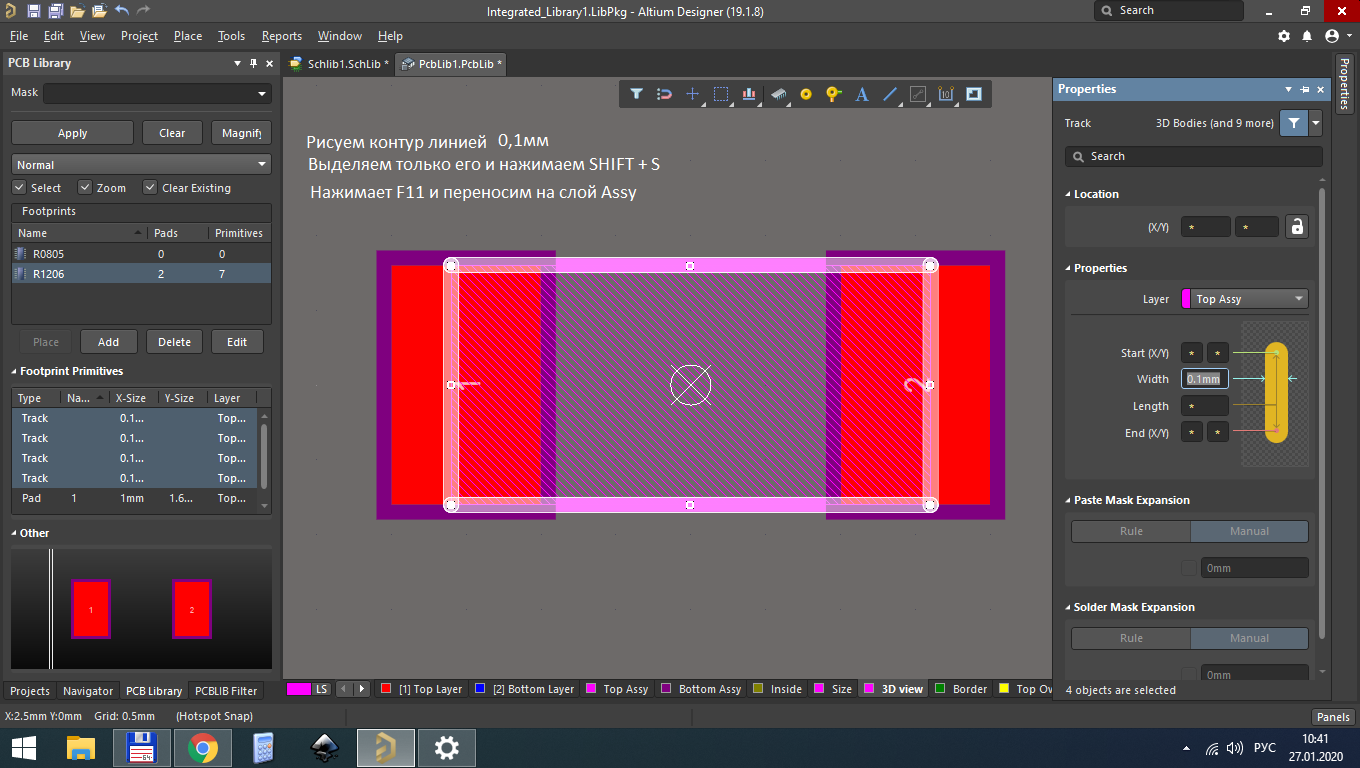 Integrated_Library1.LibPkg - Altium Designer (19.1.8)
Search
File Edit View Project Place Tools Reports Window Help
PCB Library
Schlib1.SchLib *
PcbLib1.PcbLib *
Mask
Apply Clear Magnify
Normal
Select Zoom Clear Existing
Footprints
Name Pads Primitives
R0805 0 0
R1206 2 7
Place Add Delete Edit
Footprint Primitives
Type Na... X-Size Y-Size Layer
Track 0.1... Top...
Track 0.1... Top...
Track 0.1... Top...
Track 0.1... Top...
Pad 1 1mm 1.6... Top...
Other
1 2
Projects Navigator PCB Library PCBLIB Filter
Рисуем контур линией 0,1мм
Выделяем только его и нажимаем SHIFT + S
Нажимает F11 и переносим на слой Assy
1 2
LS [1] Top Layer [2] Bottom Layer Top Assy Bottom Assy Inside Size 3D view Border Top Ov
Properties
Properties
Track 3D Bodies (and 9 more)
Search
Location
(X/Y) * *
Properties
Layer Top Assy
Start (X/Y) * *
Width 0.1mm
Length *
End (X/Y) * *
Paste Mask Expansion
Rule Manual
0mm
Solder Mask Expansion
Rule Manual
0mm
4 objects are selected
X:2.5mm Y:0mm Grid: 0.5mm (Hotspot Snap)
Panels
64
РУС
10:41
27.01.2020